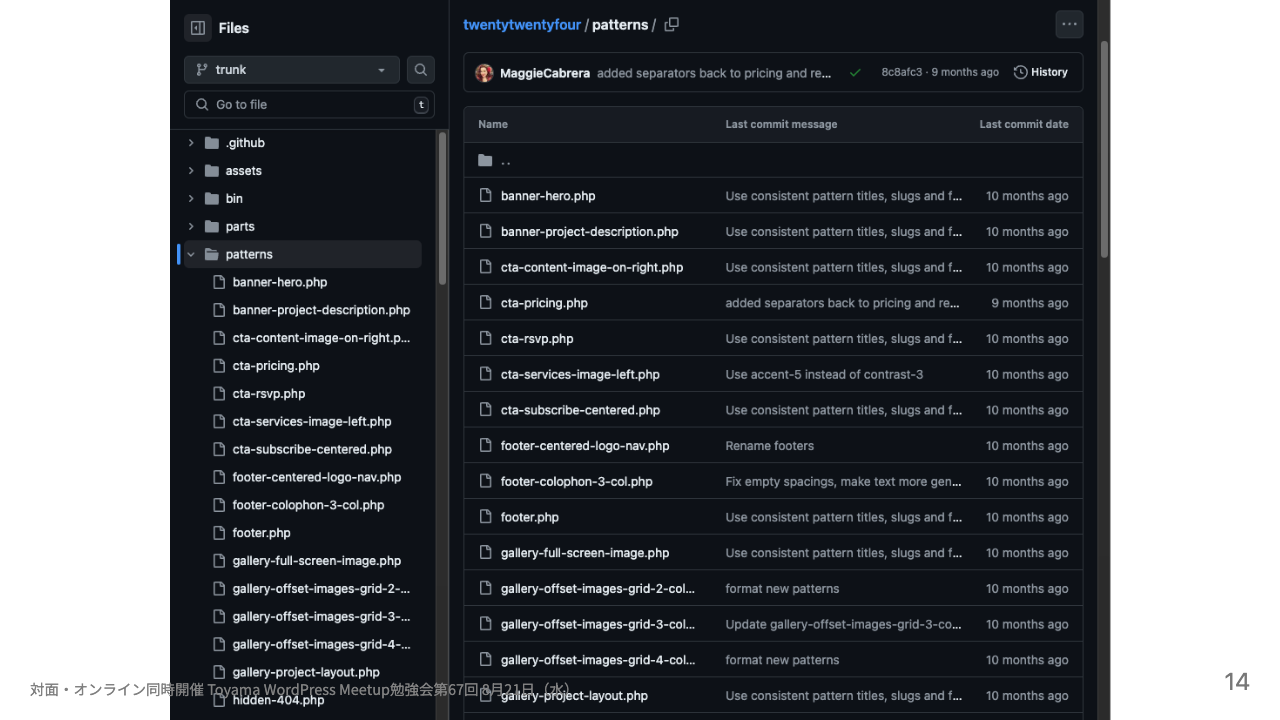 Files
trunk
Go to file
t
.github
assets
bin
parts
patterns
banner-hero.php
banner-project-description.php
cta-content-image-on-right.p...
cta-pricing.php
cta-rsvp.php
cta-services-image-left.php
cta-subscribe-centered.php
footer-centered-logo-nav.php
footer-colophon-3-col.php
footer.php
gallery-full-screen-image.php
gallery-offset-images-grid-2-...
gallery-offset-images-grid-3-...
gallery-offset-images-grid-4-...
gallery-project-layout.php
hidden-404.php
twentytwentyfour / patterns /
MaggieCabrera added separators back to pricing and re... 8c8afc3 · 9 months ago History
Name Last commit message Last commit date
..
banner-hero.php Use consistent pattern titles, slugs and f... 10 months ago
banner-project-description.php Use consistent pattern titles, slugs and f... 10 months ago
cta-content-image-on-right.php Use consistent pattern titles, slugs and f... 10 months ago
cta-pricing.php added separators back to pricing and re... 9 months ago
cta-rsvp.php Use consistent pattern titles, slugs and f... 10 months ago
cta-services-image-left.php Use accent-5 instead of contrast-3 10 months ago
cta-subscribe-centered.php Use consistent pattern titles, slugs and f... 10 months ago
footer-centered-logo-nav.php Rename footers 10 months ago
footer-colophon-3-col.php Fix empty spacings, make text more gen... 10 months ago
footer.php Use consistent pattern titles, slugs and f... 10 months ago
gallery-full-screen-image.php Use consistent pattern titles, slugs and f... 10 months ago
gallery-offset-images-grid-2-col... format new patterns 10 months ago
gallery-offset-images-grid-3-col... Update gallery-offset-images-grid-3-co... 10 months ago
gallery-offset-images-grid-4-col... format new patterns 10 months ago
gallery-project-layout.php Use consistent pattern titles, slugs and f... 10 months ago
対面・オンライン同時開催 Toyama WordPress Meetup勉強会第67回 8月21日（水）
14